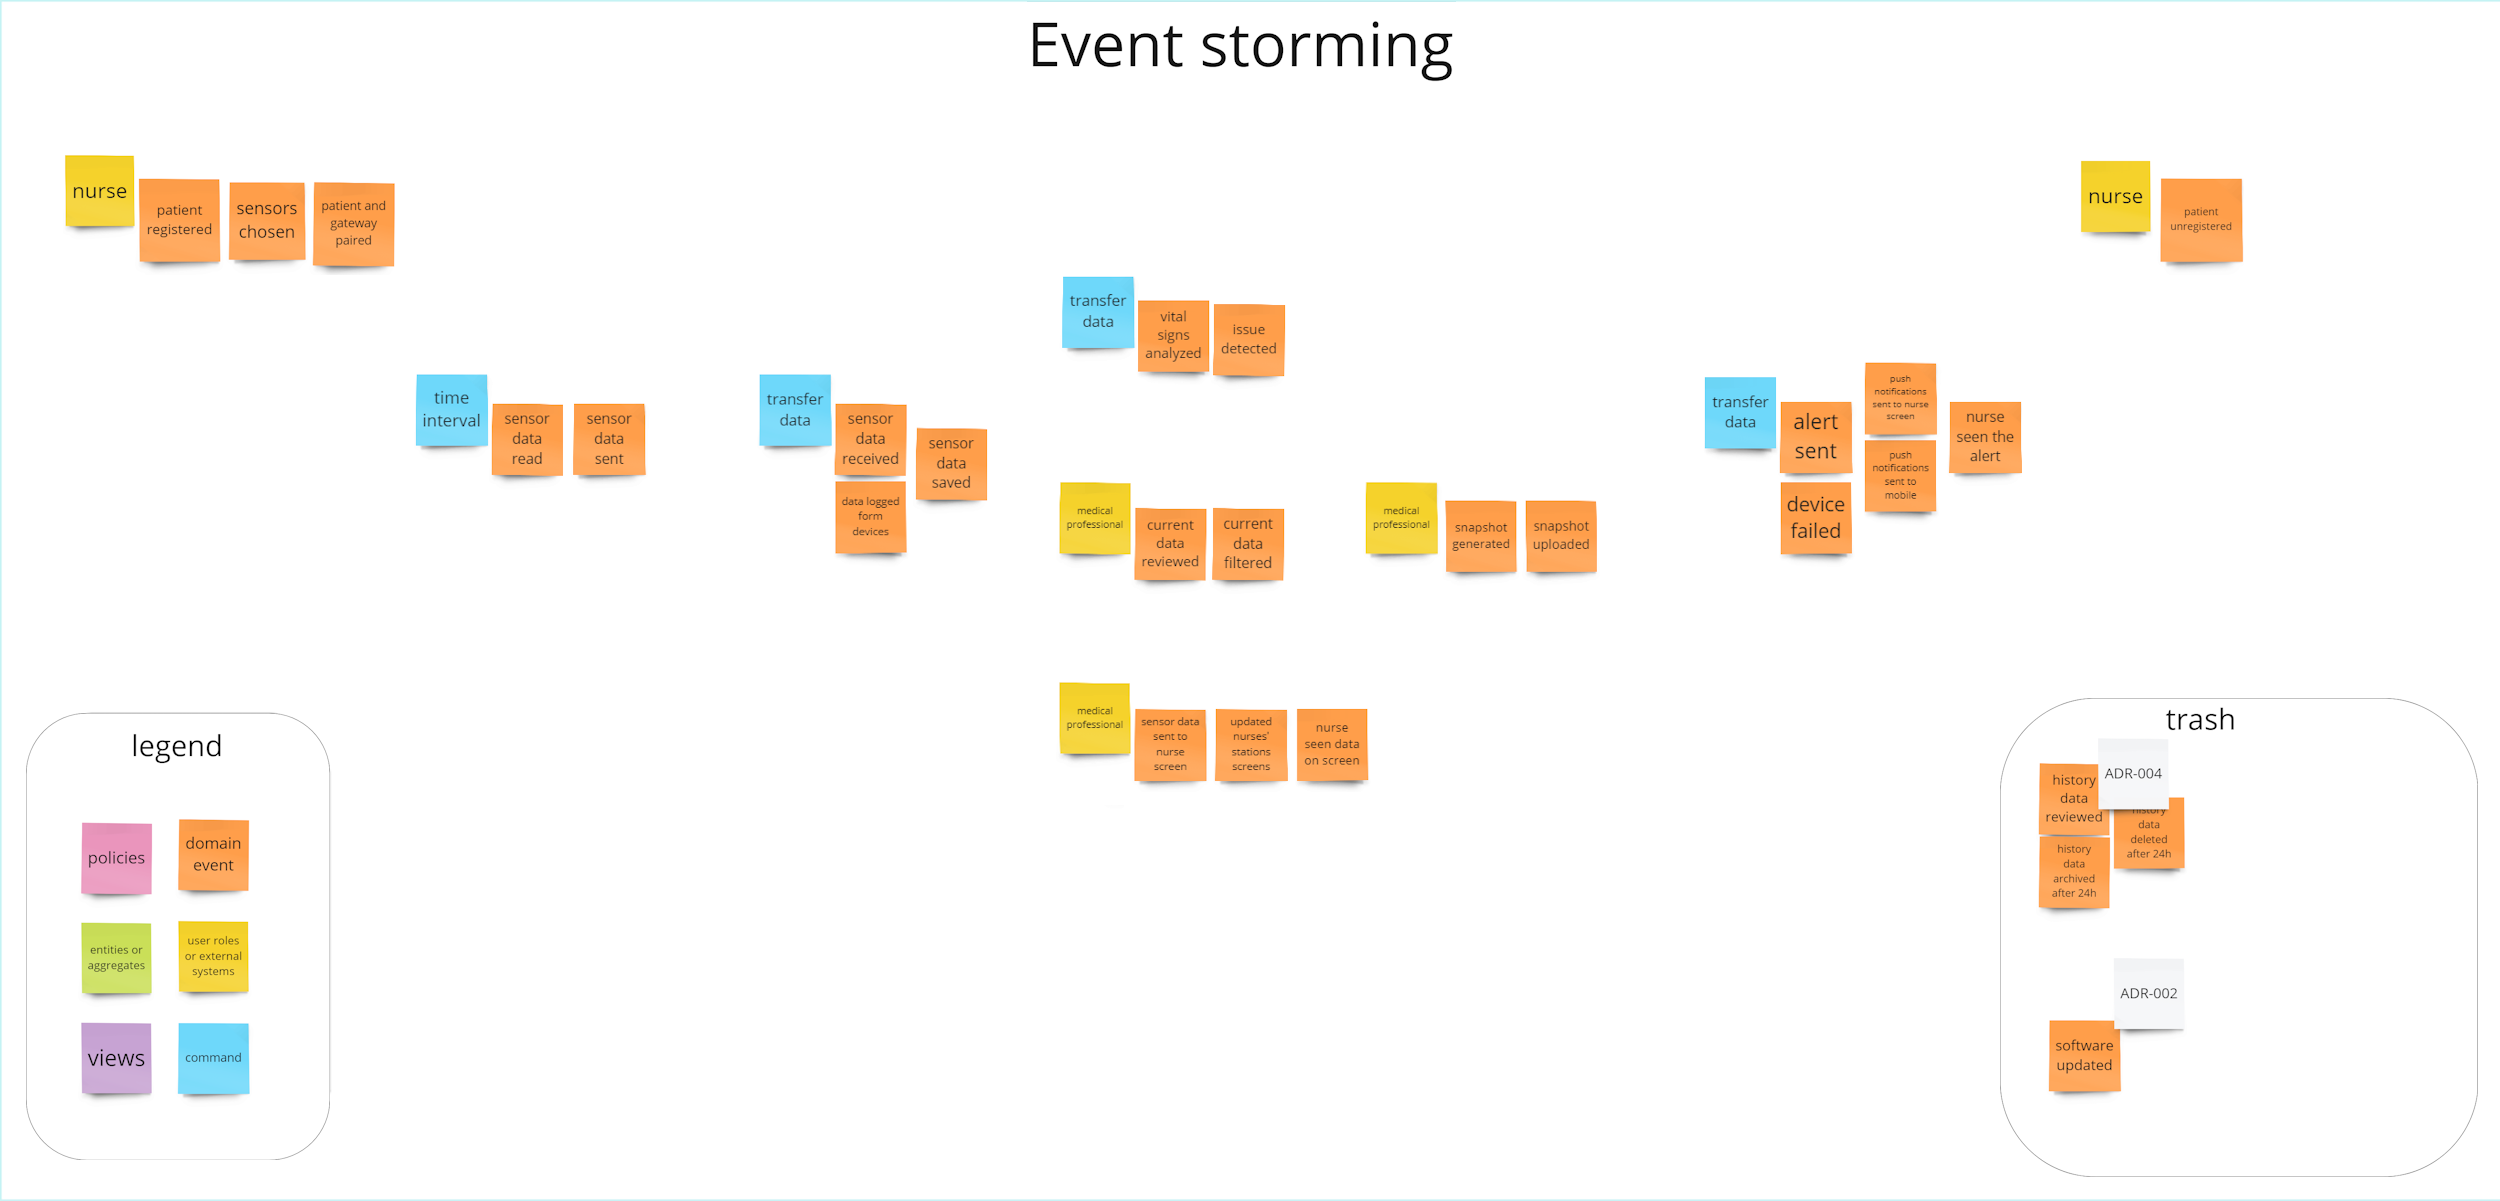 Event storming
nurse
patient
registered
sensors
chosen
patient and
gateway
paired
nurse
patient
unregistered
transfer
data
vital
signs
analyzed
issue
detected
time
interval
sensor
data
read
sensor
data
sent
transfer
data
sensor
data
received
sensor
data
saved
data logged
form
devices
medical
professional
current
data
reviewed
current
data
filtered
medical
professional
snapshot
generated
snapshot
uploaded
transfer
data
alert
sent
device
failed
push
notifications
sent to nurse
screen
push
notifications
sent to
mobile
nurse
seen the
alert
medical
professional
sensor data
sent to
nurse
screen
updated
nurses'
stations
screens
nurse
seen data
on screen
legend
policies
domain
event
entities or
aggregates
user roles
or external
systems
views
command
trash
history
data
reviewed
ADR-004
history
data
deleted
after 24h
history
data
archived
after 24h
ADR-002
software
updated